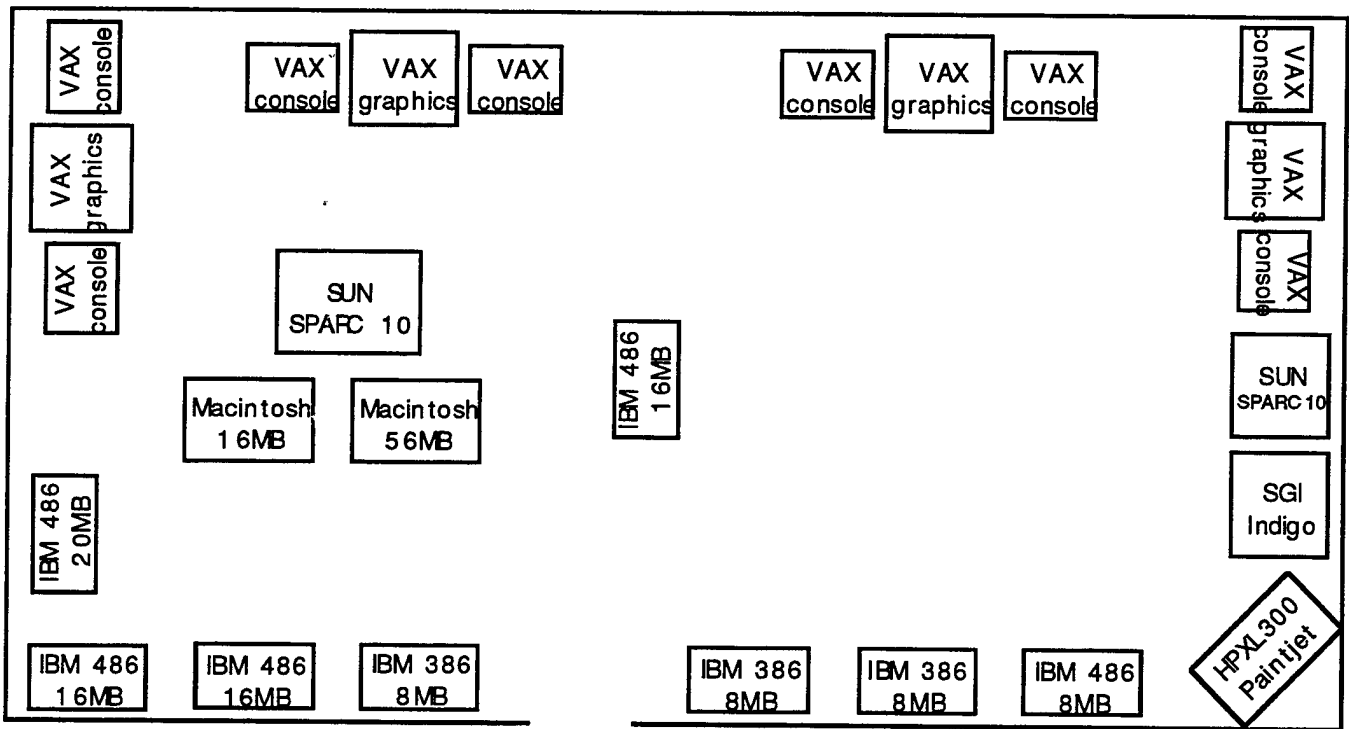 VAX
console
VAX
console
VAX
graphics
VAX
console
VAX
console
VAX
graphics
VAX
console
VAX
console
VAX
graphics
VAX
graphics
VAX
console
VAX
console
SUN
SPARC 10
IBM 486
16MB
SUN
SPARC 10
Macintosh
16MB
Macintosh
56MB
IBM 486
20MB
SGI
Indigo
HPXL300
Paintjet
IBM 486
16MB
IBM 486
16MB
IBM 386
8MB
IBM 386
8MB
IBM 386
8MB
IBM 486
8MB